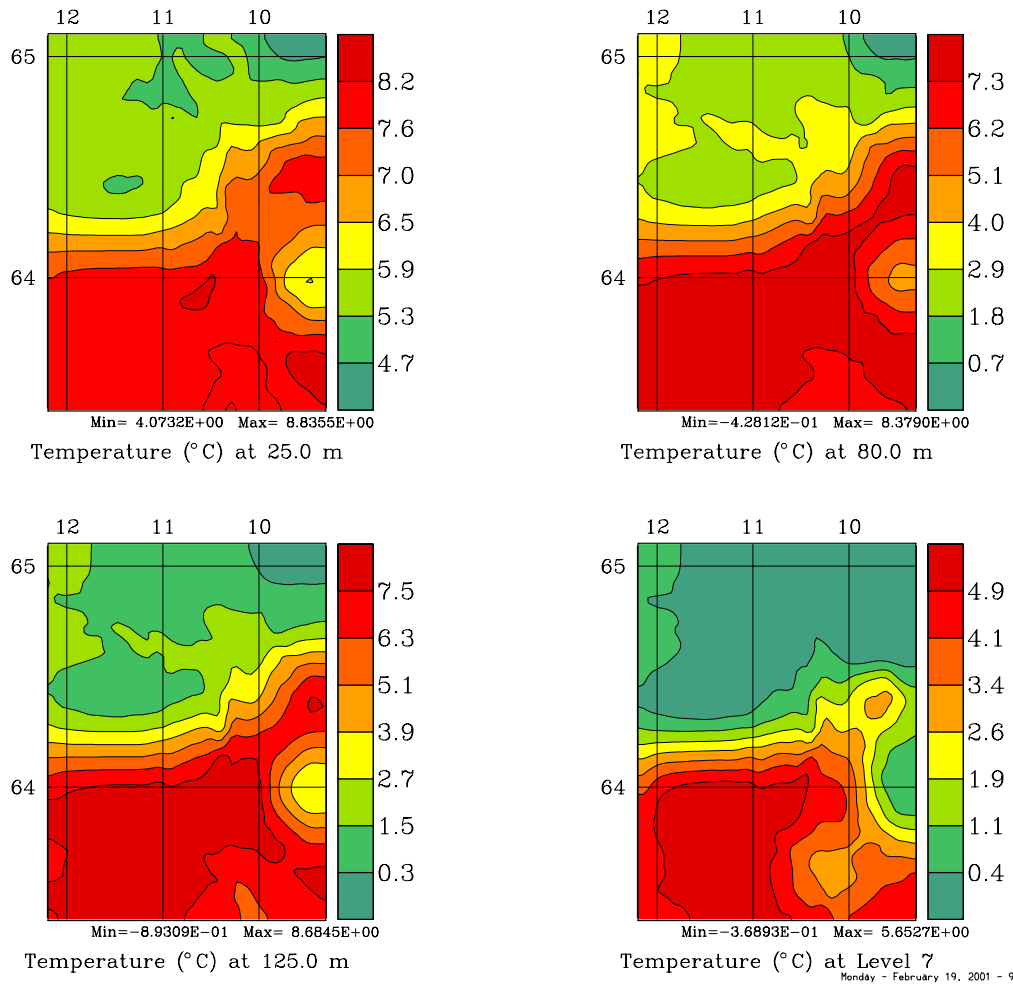 12 11 10
65
64
8.2
7.6
7.0
6.5
5.9
5.3
4.7
Min= 4.0732E+00 Max= 8.8355E+00
Temperature (°C) at 25.0 m
12 11 10
65
64
7.3
6.2
5.1
4.0
2.9
1.8
0.7
Min=-4.2812E-01 Max= 8.3790E+00
Temperature (°C) at 80.0 m
12 11 10
65
64
7.5
6.3
5.1
3.9
2.7
1.5
0.3
Min=-8.9309E-01 Max= 8.6845E+00
Temperature (°C) at 125.0 m
12 11 10
65
64
4.9
4.1
3.4
2.6
1.9
1.1
0.4
Min=-3.6893E-01 Max= 5.6527E+00
Temperature (°C) at Level 7
Monday - February 19, 2001 - 9